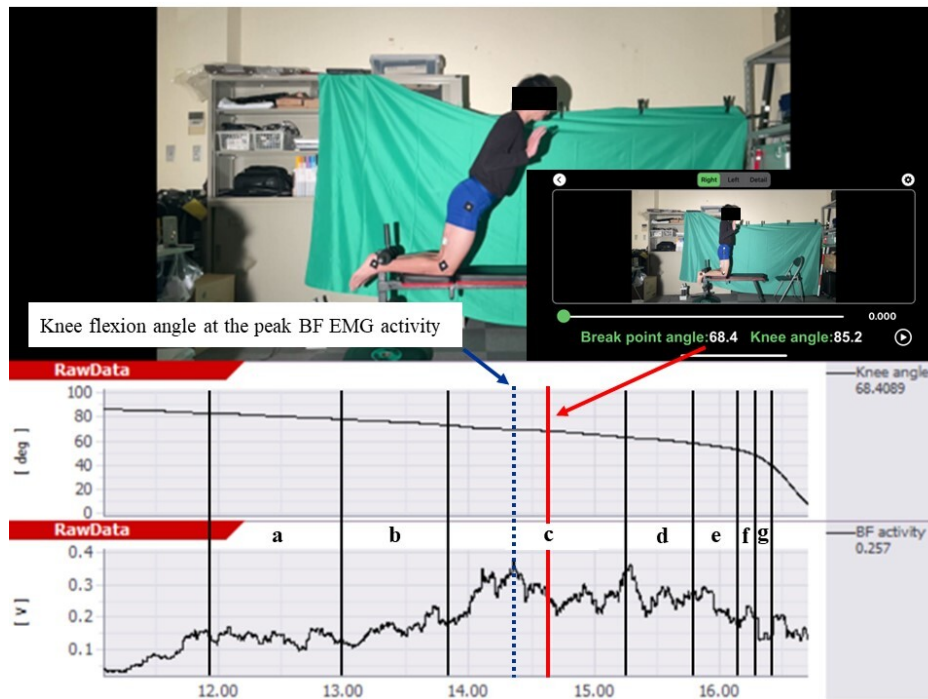 Right Left Detail
0.000
Break point angle:68.4 Knee angle:85.2
Knee flexion angle at the peak BF EMG activity
RawData
Knee angle
68.4089
100
80
60
40
20
0
[ deg ]
RawData
a b c d e f g
BF activity
0.257
0.4
0.3
0.2
0.1
[ V ]
12.00 13.00 14.00 15.00 16.00